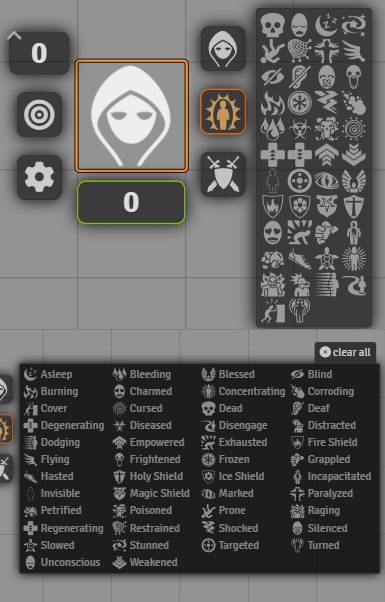 0
0
clear all
Asleep Bleeding Blessed Blind
Burning Charmed Concentrating Corroding
Cover Cursed Dead Deaf
Degenerating Diseased Disengage Distracted
Dodging Empowered Exhausted Fire Shield
Flying Frightened Frozen Grappled
Hasted Holy Shield Ice Shield Incapacitated
Invisible Magic Shield Marked Paralyzed
Petrified Poisoned Prone Raging
Regenerating Restrained Shocked Silenced
Slowed Stunned Targeted Turned
Unconscious Weakened